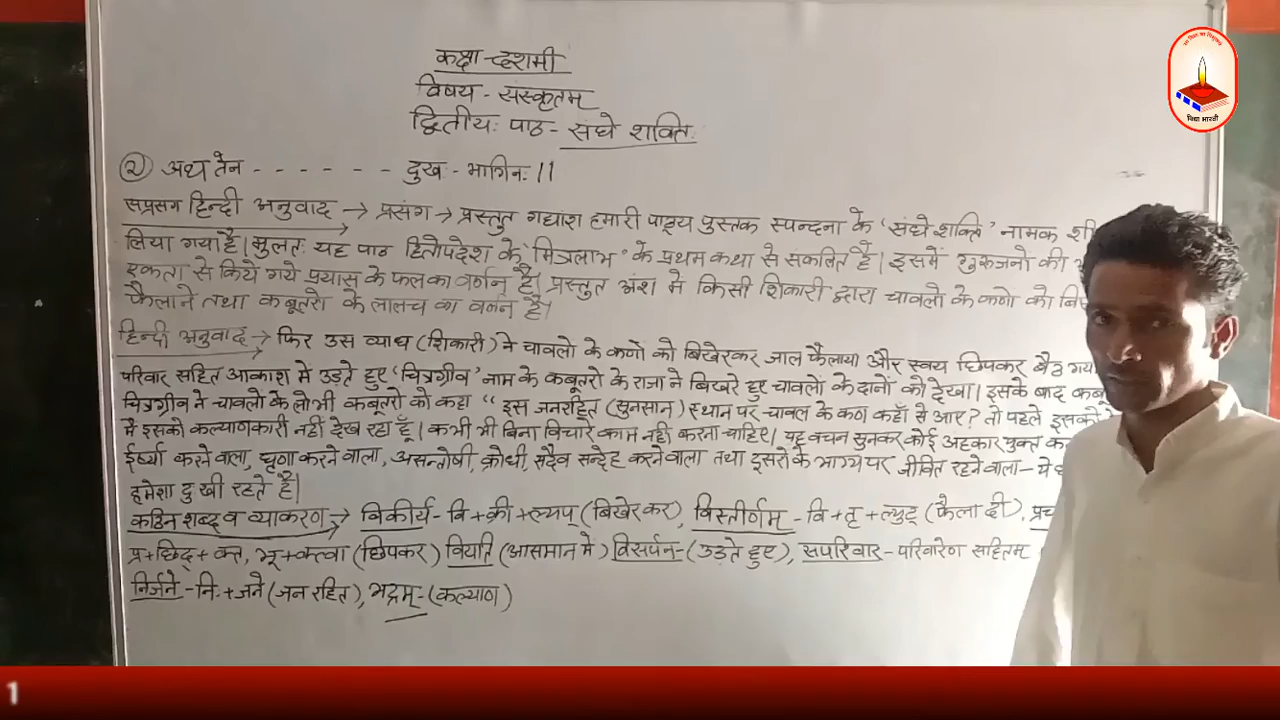 कक्षा - दशमी
विषय - संस्कृतम्
द्वितीयः पाठ - संघे शक्तिः
② अथ तेन - - - - - - दुख - भागिनः ||
सप्रसंग हिन्दी अनुवाद → प्रसंग → प्रस्तुत गद्यांश हमारी पाठ्य पुस्तक स्पन्दना के 'संघे शक्ति' नामक शी
लिया गया है। मूलतः यह पाठ हितोपदेश के 'मित्रलाभ' के प्रथम कथा से संकलित है। इसमें गुरुजनो की
एकता से किये गये प्रयास के फल का वर्णन है। प्रस्तुत अंश में किसी शिकारी द्वारा चावलो के कणो को
फैलाने तथा कबूतरो के लालच का वर्णन है।
हिन्दी अनुवाद → फिर उस व्याध (शिकारी) ने चावलो के कणों को बिखेरकर जाल फैलाया और स्वयं छिपकर बैठ गया
परिवार सहित आकाश में उड़ते हुए 'चित्रग्रीव' नाम के कबूतरों के राजा ने बिखरे हुए चावलों के दानों को देखा। इसके बाद
चित्रग्रीव ने चावलो के लोभी कबूतरो को कहा "इस जनरहित (सुनसान) स्थान पर चावल के कण कहाँ से आए? तो पहले इसको
मैं इसको कल्याणकारी नहीं देख रहा हूँ। कभी भी बिना विचारे काम नहीं करना चाहिए। यह वचन सुनकर कोई अहंकार युक्त
ईर्ष्या करने वाला, घृणा करने वाला, असन्तोषी, क्रोधी, सदैव सन्देह करने वाला तथा दूसरो के भाग्य पर जीवित रहने वाला - ये
हमेशा दुःखी रहते हैं।
कठिन शब्द व व्याकरण → विकीर्य - वि + कॄ + ल्यप् (बिखेर कर), विस्तीर्णम् - वि + तृ + ल्युट् (फैला दी),
प्र + छिद् + क्त, भू + क्त्वा (छिपकर) वियति (आसमान मे) विसर्पन - (उड़ते हुए), सपरिवार - परिवारेण सहितम
निर्जने - निः + जने (जन रहित), भद्रम् - (कल्याण)
विद्या भारती
1